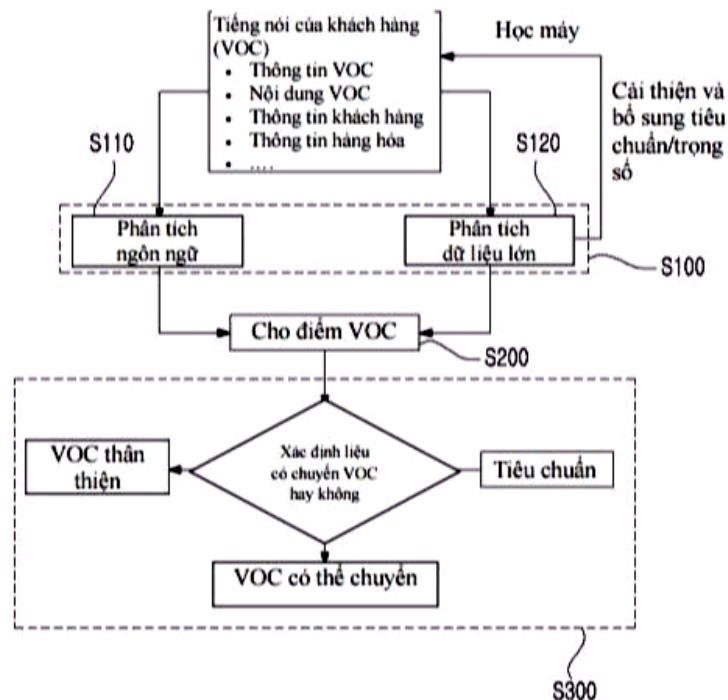 Tiếng nói của khách hàng
(VOC)
• Thông tin VOC
• Nội dung VOC
• Thông tin khách hàng
• Thông tin hàng hóa
• ....
Học máy
Cải thiện và
bổ sung tiêu
chuẩn/trọng
số
S110
S120
Phân tích
ngôn ngữ
Phân tích
dữ liệu lớn
S100
Cho điểm VOC
S200
Xác định liệu
có chuyển VOC
hay không
VOC thân
thiện
Tiêu chuẩn
VOC có thể chuyển
S300